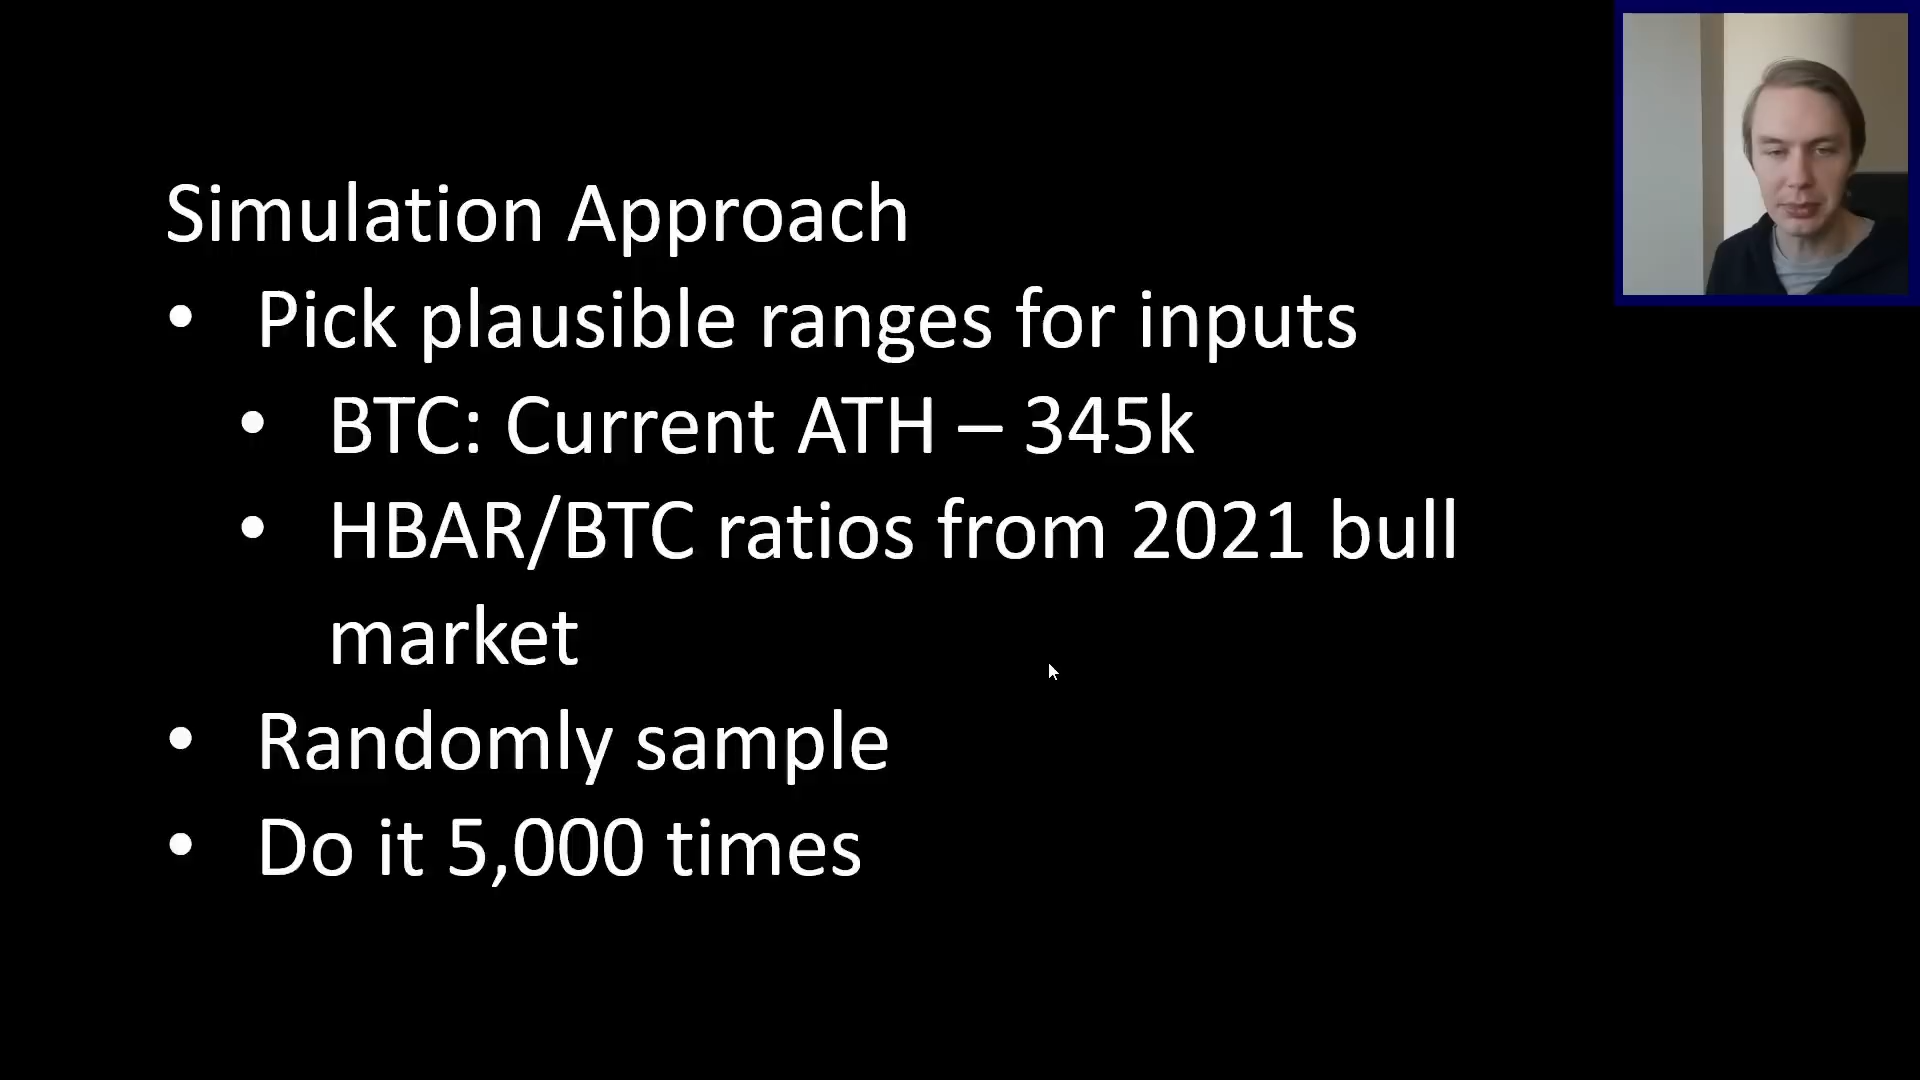 Simulation Approach
• Pick plausible ranges for inputs
• BTC: Current ATH – 345k
• HBAR/BTC ratios from 2021 bull
market
• Randomly sample
• Do it 5,000 times